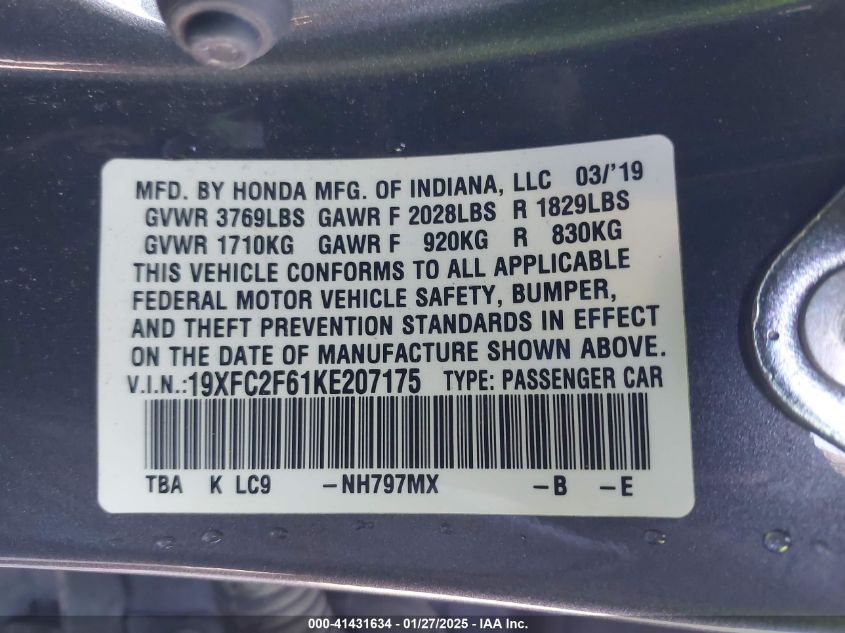 MFD. BY HONDA MFG. OF INDIANA, LLC 03/'19
GVWR 3769LBS GAWR F 2028LBS R 1829LBS
GVWR 1710KG GAWR F 920KG R 830KG
THIS VEHICLE CONFORMS TO ALL APPLICABLE
FEDERAL MOTOR VEHICLE SAFETY, BUMPER,
AND THEFT PREVENTION STANDARDS IN EFFECT
ON THE DATE OF MANUFACTURE SHOWN ABOVE.
V.I.N.:19XFC2F61KE207175 TYPE: PASSENGER CAR
TBA K LC9 -NH797MX -B -E
000-41431634 - 01/27/2025 - IAA Inc.